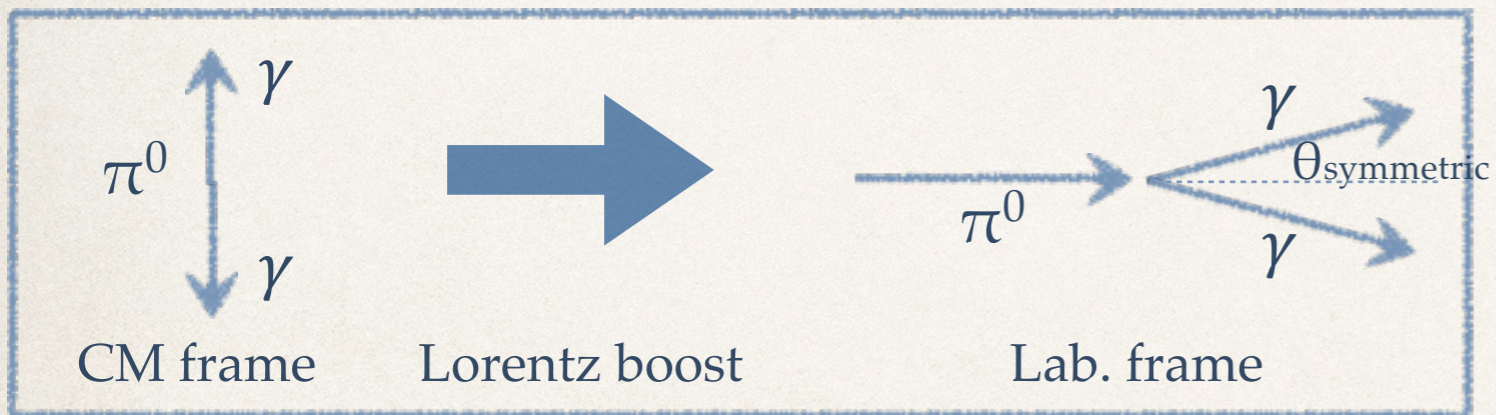 γ
π⁰
γ
CM frame
Lorentz boost
γ
θsymmetric
π⁰
γ
Lab. frame